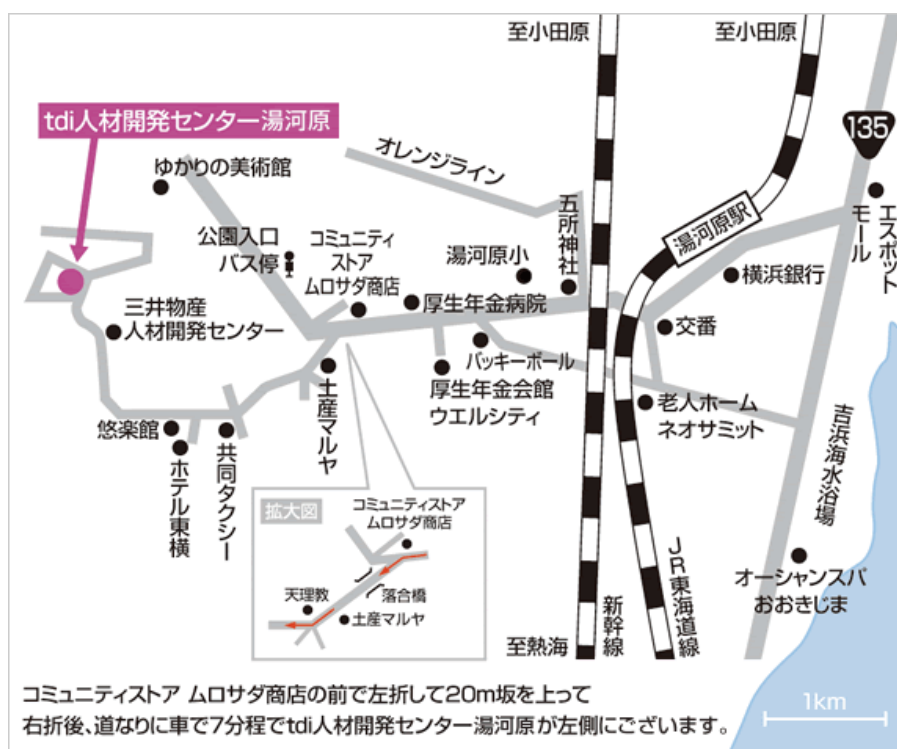 至小田原
至小田原
135
tdi人材開発センター湯河原
オレンジライン
ゆかりの美術館
エスポット
モール
湯河原駅
公園入口
バス停
コミュニティ
ストア
ムロサダ商店
五所神社
湯河原小
横浜銀行
厚生年金病院
三井物産
人材開発センター
交番
バッキーボール
厚生年金会館
ウエルシティ
土産マルヤ
老人ホーム
ネオサミット
悠楽館
ホテル東横
共同タクシー
吉浜海水浴場
拡大図
コミュニティストア
ムロサダ商店
天理教
落合橋
土産マルヤ
JR東海道線
新幹線
オーシャンスパ
おおきじま
至熱海
コミュニティストア ムロサダ商店の前で左折して20m坂を上って
右折後、道なりに車で7分程でtdi人材開発センター湯河原が左側にございます。
1km